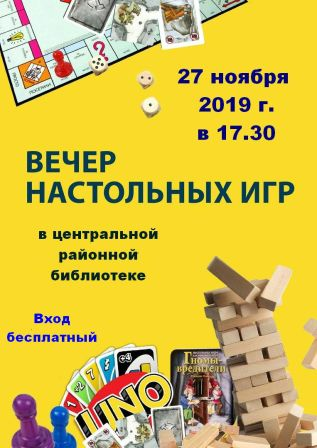 27 ноября
2019 г.
в 17.30
ВЕЧЕР
НАСТОЛЬНЫХ ИГР
в центральной
районной
библиотеке
Вход
бесплатный
UNO
Гномы-
вредители